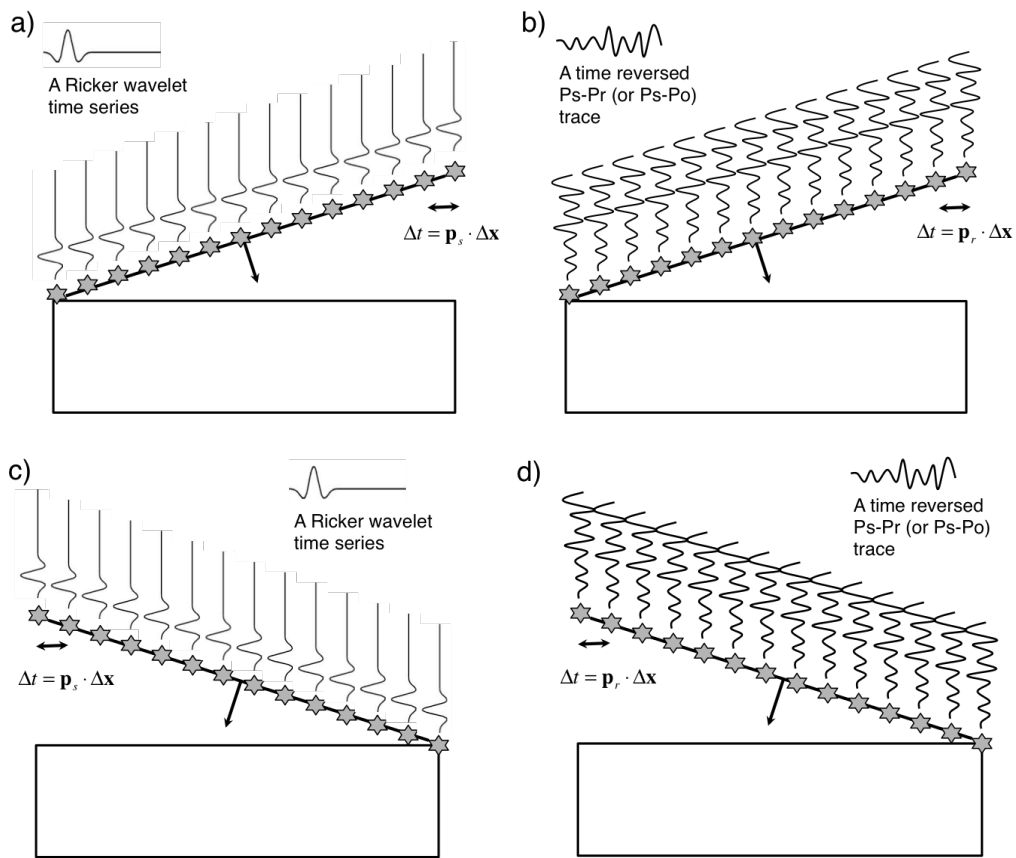 a)
A Ricker wavelet
time series
Δt = p_s · Δx
b)
A time reversed
Ps-Pr (or Ps-Po)
trace
Δt = p_r · Δx
c)
A Ricker wavelet
time series
Δt = p_s · Δx
d)
A time reversed
Ps-Pr (or Ps-Po)
trace
Δt = p_r · Δx